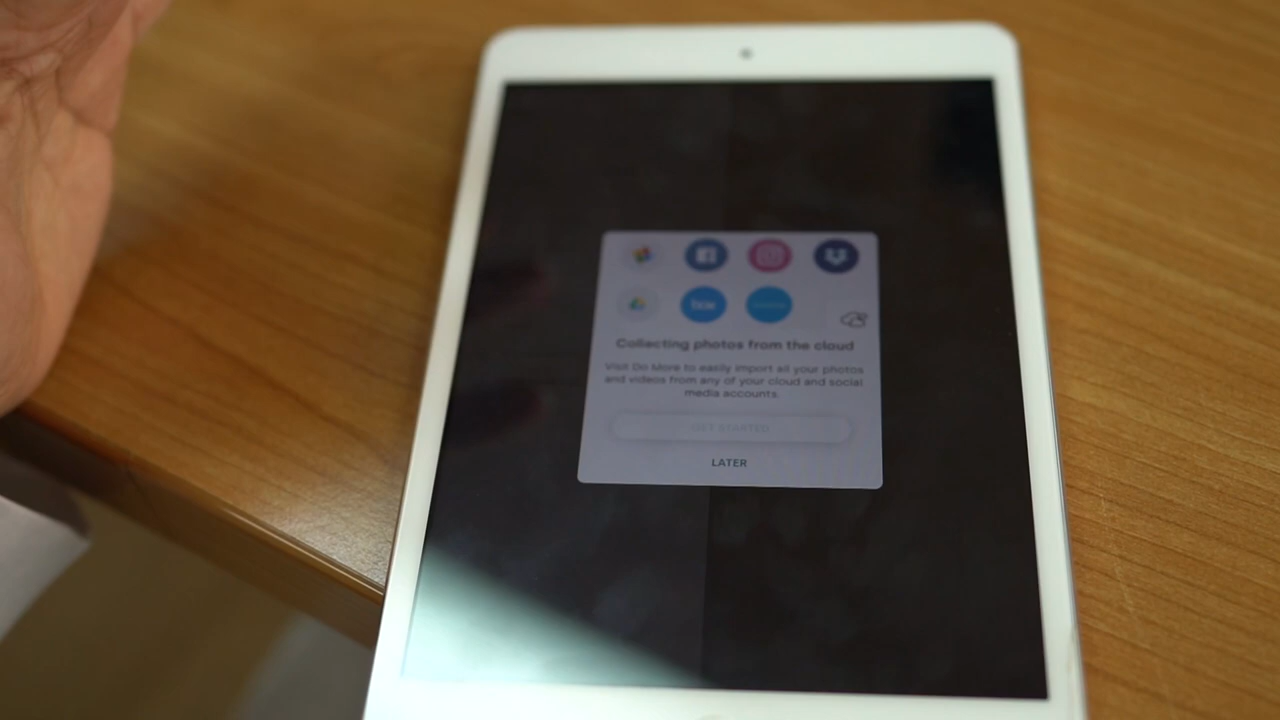 box
Collecting photos from the cloud
Visit Do More to easily import all your photos
and videos from any of your cloud and social
media accounts.
GET STARTED
LATER